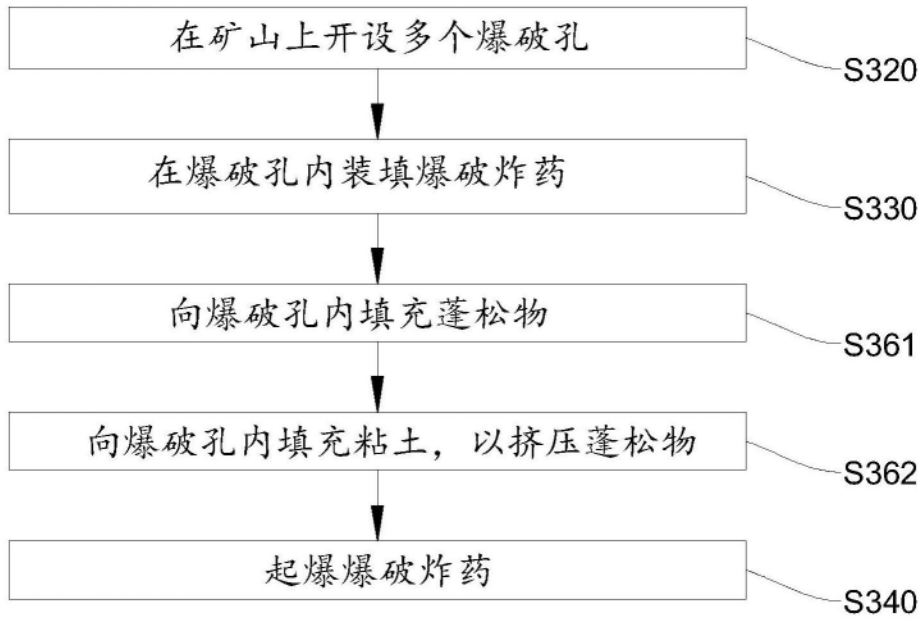 在矿山上开设多个爆破孔
S320
在爆破孔内装填爆破炸药
S330
向爆破孔内填充蓬松物
S361
向爆破孔内填充粘土，以挤压蓬松物
S362
起爆爆破炸药
S340